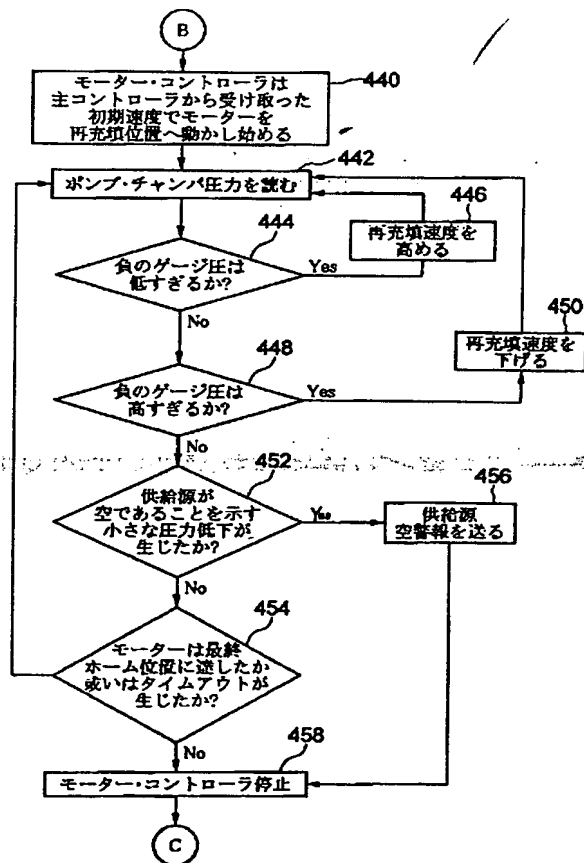 B
モーター・コントローラは
主コントローラから受け取った
初期速度でモーターを
再充填位置へ動かし始める
440
442
ポンプ・チャンバ圧力を読む
446
再充填速度を
高める
444
負のゲージ圧は
低すぎるか?
Yes
No
450
再充填速度を
下げる
448
負のゲージ圧は
高すぎるか?
Yes
No
452
供給源が
空であることを示す
小さな圧力低下が
生じたか?
Yes
No
456
供給源
空警報を送る
454
モーターは最終
ホーム位置に達したか
或いはタイムアウトが
生じたか?
No
458
モーター・コントローラ停止
C